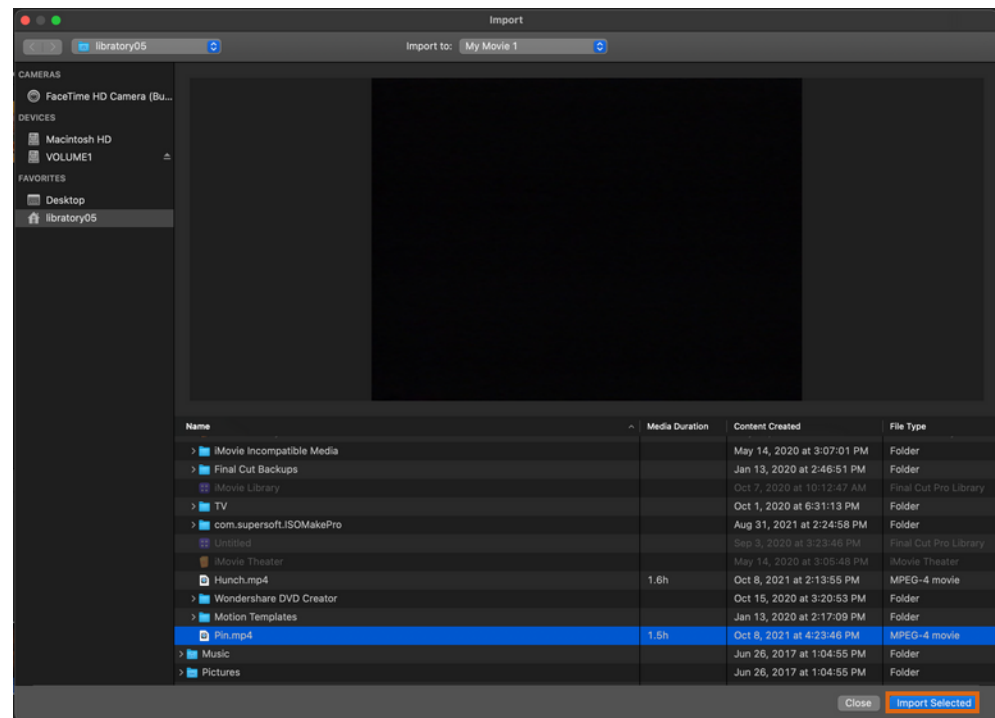 Import
libratory05
Import to: My Movie 1
CAMERAS
FaceTime HD Camera (Bu...
DEVICES
Macintosh HD
VOLUME1
FAVORITES
Desktop
libratory05
Name Media Duration Content Created File Type
iMovie Incompatible Media May 14, 2020 at 3:07:01 PM Folder
Final Cut Backups Jan 13, 2020 at 2:46:51 PM Folder
iMovie Library Oct 7, 2020 at 10:12:47 AM Final Cut Pro Library
TV Oct 1, 2020 at 6:31:13 PM Folder
com.supersoft.ISOMakePro Aug 31, 2021 at 2:24:58 PM Folder
Untitled Sep 3, 2020 at 3:23:46 PM Final Cut Pro Library
iMovie Theater May 14, 2020 at 3:05:48 PM iMovie Theater
Hunch.mp4 1.6h Oct 8, 2021 at 2:13:55 PM MPEG-4 movie
Wondershare DVD Creator Oct 15, 2020 at 3:20:53 PM Folder
Motion Templates Jan 13, 2020 at 2:17:09 PM Folder
Pin.mp4 1.5h Oct 8, 2021 at 4:23:46 PM MPEG-4 movie
Music Jun 26, 2017 at 1:04:55 PM Folder
Pictures Jun 26, 2017 at 1:04:55 PM Folder
Close Import Selected